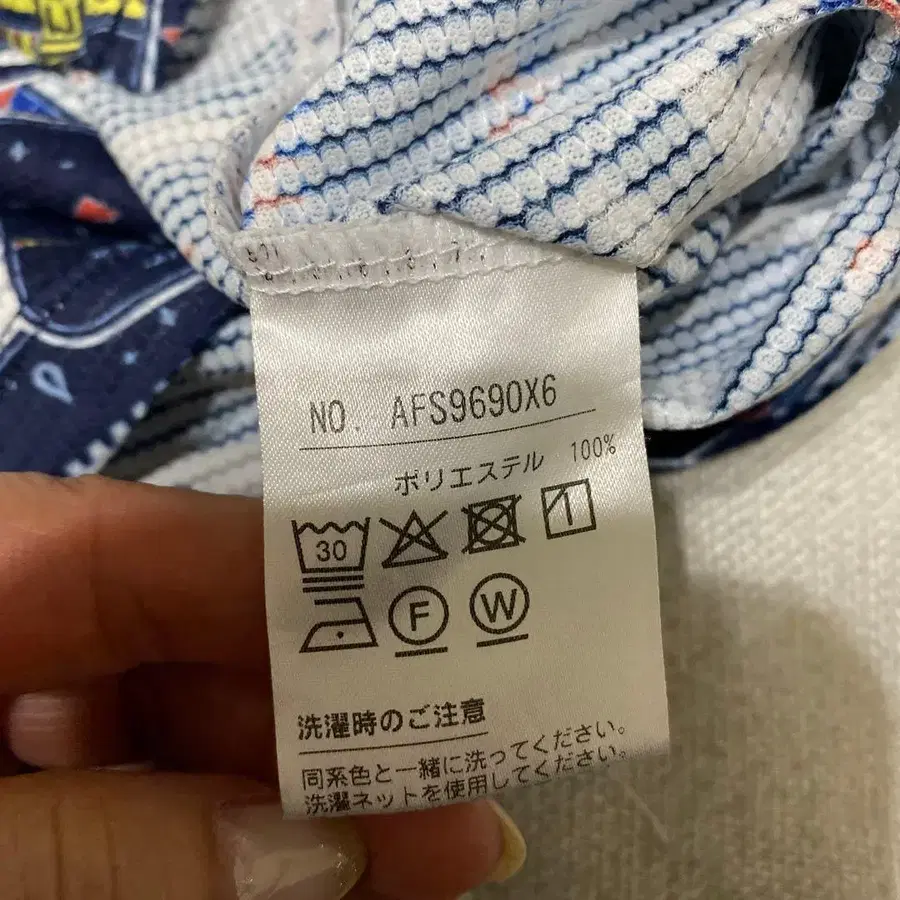 NO. AFS9690X6
ポリエステル 100%
30
F W
洗濯時のご注意
同系色と一緒に洗ってください。
洗濯ネットを使用してください。